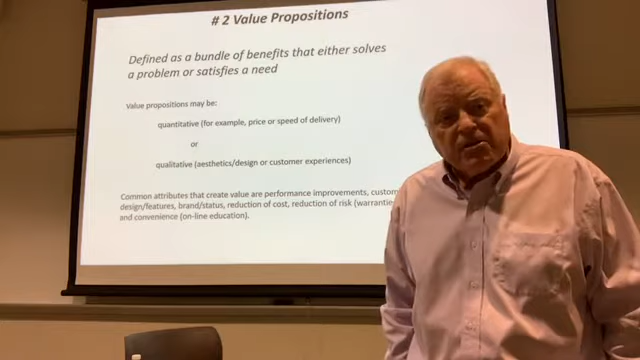 # 2 Value Propositions
Defined as a bundle of benefits that either solves
a problem or satisfies a need
Value propositions may be:
quantitative (for example, price or speed of delivery)
or
qualitative (aesthetics/design or customer experiences)
Common attributes that create value are performance improvements, custom
design/features, brand/status, reduction of cost, reduction of risk (warrantie
and convenience (on-line education).